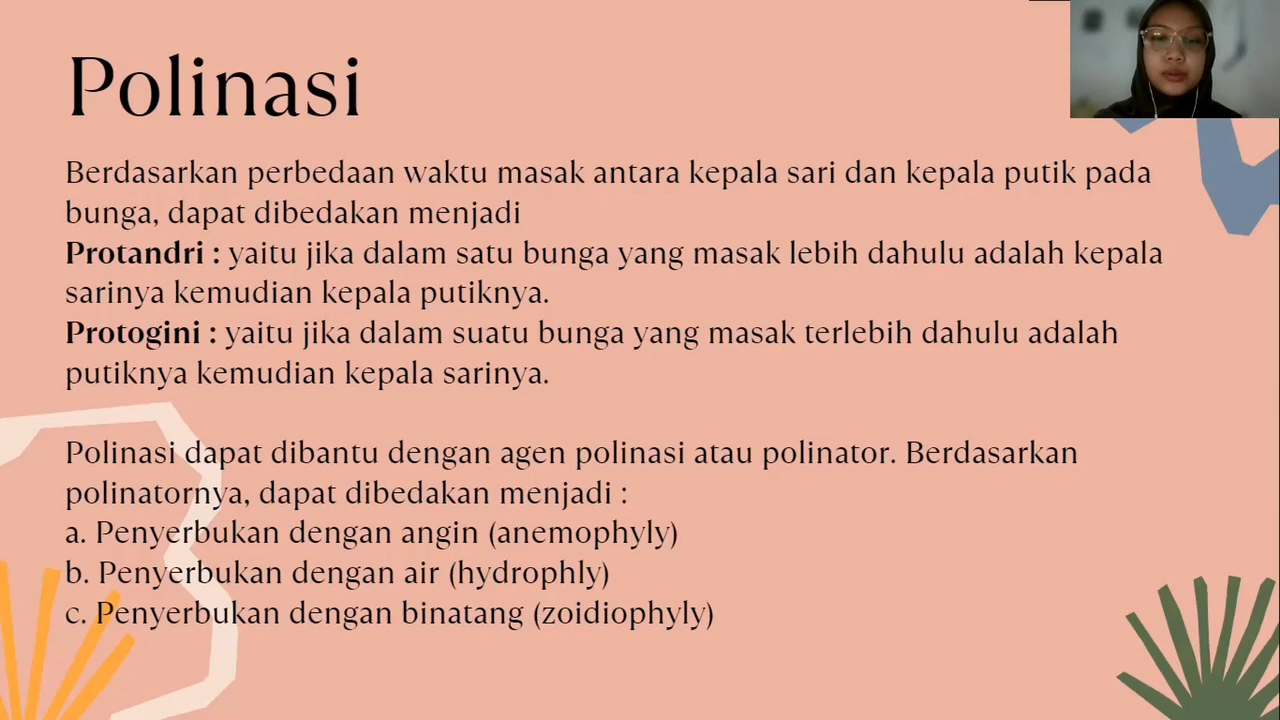 Polinasi
Berdasarkan perbedaan waktu masak antara kepala sari dan kepala putik pada
bunga, dapat dibedakan menjadi
Protandri : yaitu jika dalam satu bunga yang masak lebih dahulu adalah kepala
sarinya kemudian kepala putiknya.
Protogini : yaitu jika dalam suatu bunga yang masak terlebih dahulu adalah
putiknya kemudian kepala sarinya.
Polinasi dapat dibantu dengan agen polinasi atau polinator. Berdasarkan
polinatornya, dapat dibedakan menjadi :
a. Penyerbukan dengan angin (anemophyly)
b. Penyerbukan dengan air (hydrophly)
c. Penyerbukan dengan binatang (zoidiophyly)